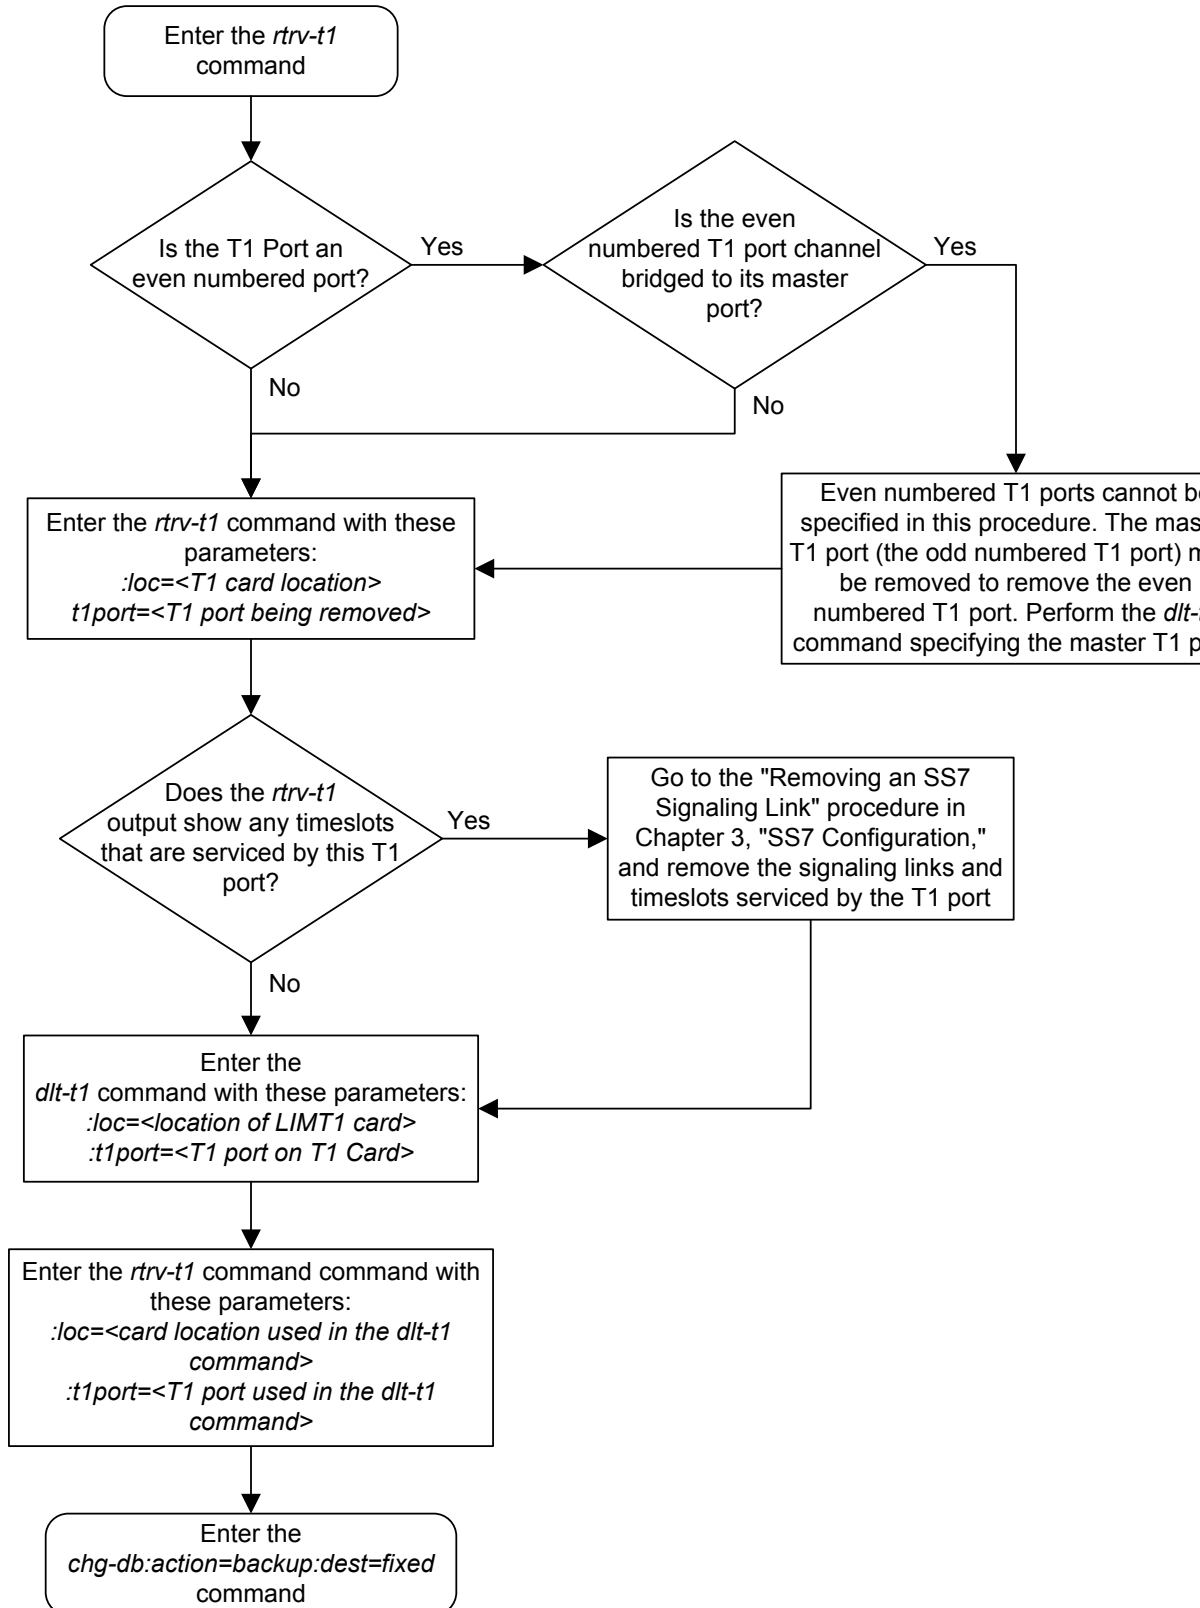 Enter the rtrv-t1
command
Is the T1 Port an
even numbered port?
Yes
No
Is the even
numbered T1 port channel
bridged to its master
port?
Yes
No
Even numbered T1 ports cannot
specified in this procedure. The
T1 port (the odd numbered T1 port)
be removed to remove the even
numbered T1 port. Perform the
command specifying the master T1
Enter the rtrv-t1 command with these
parameters:
:loc=<T1 card location>
t1port=<T1 port being removed>
Does the rtrv-t1
output show any timeslots
that are serviced by this T1
port?
Yes
No
Go to the "Removing an SS7
Signaling Link" procedure in
Chapter 3, "SS7 Configuration,"
and remove the signaling links and
timeslots serviced by the T1 port
Enter the
dlt-t1 command with these parameters:
:loc=<location of LIMT1 card>
:t1port=<T1 port on T1 Card>
Enter the rtrv-t1 command command with
these parameters:
:loc=<card location used in the dlt-t1
command>
:t1port=<T1 port used in the dlt-t1
command>
Enter the
chg-db:action=backup:dest=fixed
command